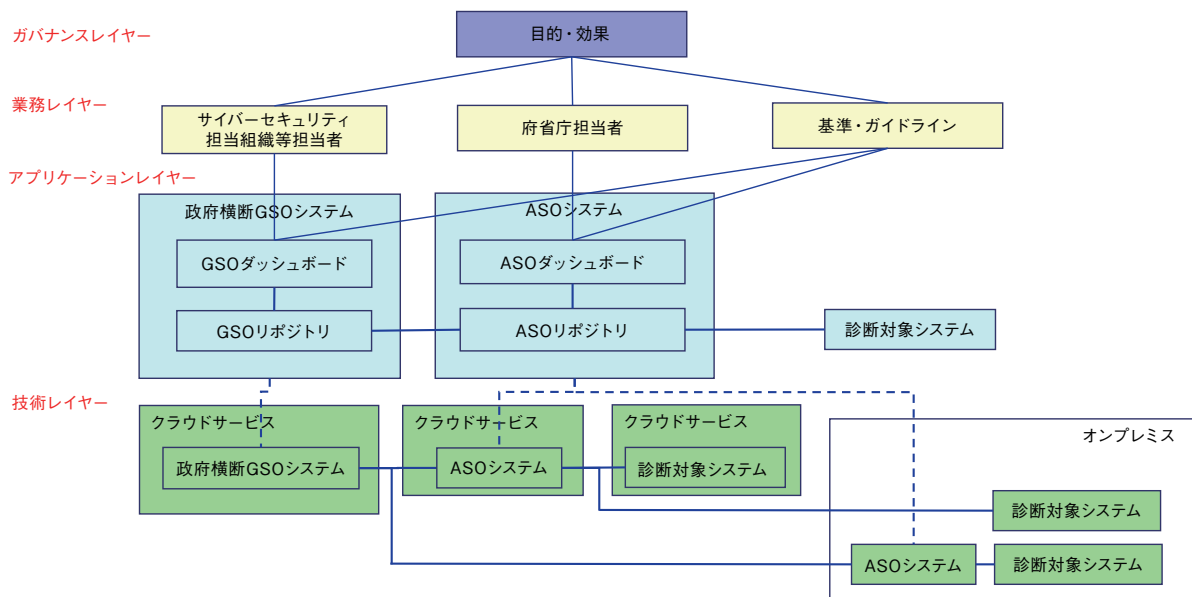 ガバナンスレイヤー
目的・効果
業務レイヤー
サイバーセキュリティ
担当組織等担当者
府省庁担当者
基準・ガイドライン
アプリケーションレイヤー
政府横断GSOシステム
ASOシステム
GSOダッシュボード
ASOダッシュボード
GSOリポジトリ
ASOリポジトリ
診断対象システム
技術レイヤー
クラウドサービス
クラウドサービス
クラウドサービス
オンプレミス
政府横断GSOシステム
ASOシステム
診断対象システム
診断対象システム
ASOシステム
診断対象システム